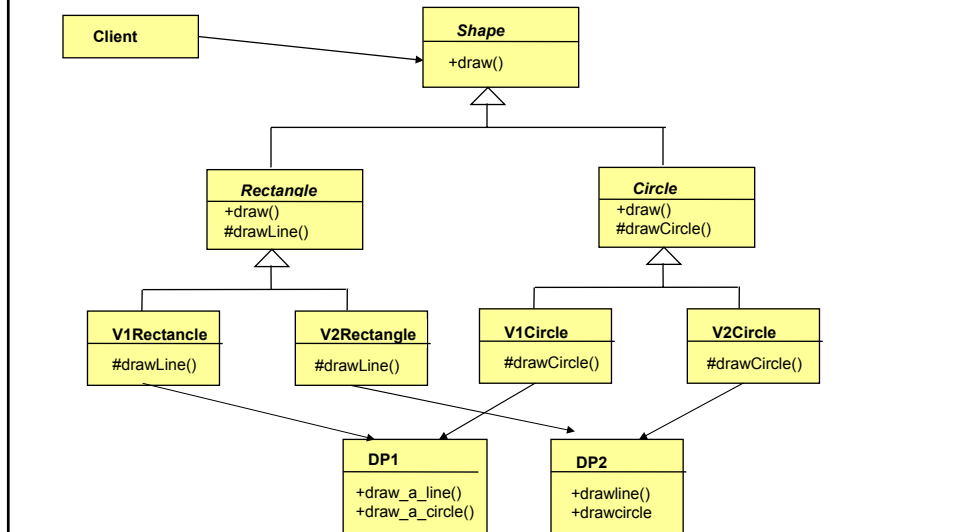 Client
Shape
+draw()
Rectangle
+draw()
#drawLine()
Circle
+draw()
#drawCircle()
V1Rectancle
#drawLine()
V2Rectangle
#drawLine()
V1Circle
#drawCircle()
V2Circle
#drawCircle()
DP1
+draw_a_line()
+draw_a_circle()
DP2
+drawline()
+drawcircle